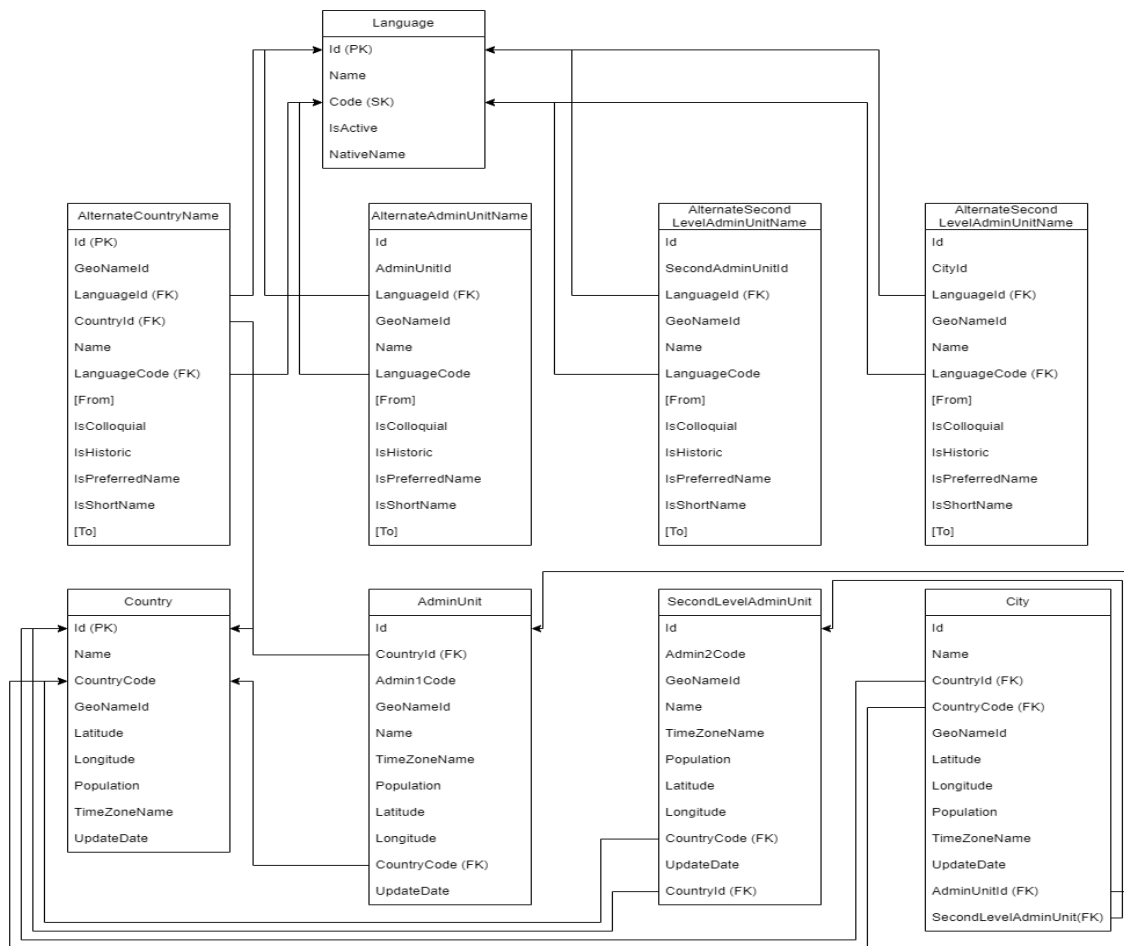 Language
Id (PK)
Name
Code (SK)
IsActive
NativeName
AlternateCountryName
Id (PK)
GeoNameId
LanguageId (FK)
CountryId (FK)
Name
LanguageCode (FK)
[From]
IsColloquial
IsHistoric
IsPreferredName
IsShortName
[To]
AlternateAdminUnitName
Id
AdminUnitId
LanguageId (FK)
GeoNameId
Name
LanguageCode
[From]
IsColloquial
IsHistoric
IsPreferredName
IsShortName
[To]
AlternateSecond
LevelAdminUnitName
Id
SecondAdminUnitId
LanguageId (FK)
GeoNameId
Name
LanguageCode
[From]
IsColloquial
IsHistoric
IsPreferredName
IsShortName
[To]
AlternateSecond
LevelAdminUnitName
Id
CityId
LanguageId (FK)
GeoNameId
Name
LanguageCode (FK)
[From]
IsColloquial
IsHistoric
IsPreferredName
IsShortName
[To]
Country
Id (PK)
Name
CountryCode
GeoNameId
Latitude
Longitude
Population
TimeZoneName
UpdateDate
AdminUnit
Id
CountryId (FK)
Admin1Code
GeoNameId
Name
TimeZoneName
Population
Latitude
Longitude
CountryCode (FK)
UpdateDate
SecondLevelAdminUnit
Id
Admin2Code
GeoNameId
Name
TimeZoneName
Population
Latitude
Longitude
CountryCode (FK)
UpdateDate
CountryId (FK)
City
Id
Name
CountryId (FK)
CountryCode (FK)
GeoNameId
Latitude
Longitude
Population
TimeZoneName
UpdateDate
AdminUnitId (FK)
SecondLevelAdminUnit(FK)